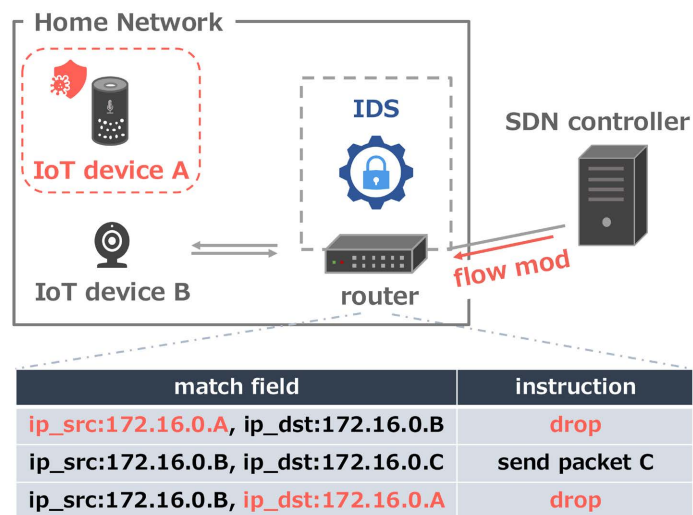 Home Network
IDS
SDN controller
IoT device A
IoT device B
router
flow mod
match field instruction
ip_src:172.16.0.A, ip_dst:172.16.0.B drop
ip_src:172.16.0.B, ip_dst:172.16.0.C send packet C
ip_src:172.16.0.B, ip_dst:172.16.0.A drop